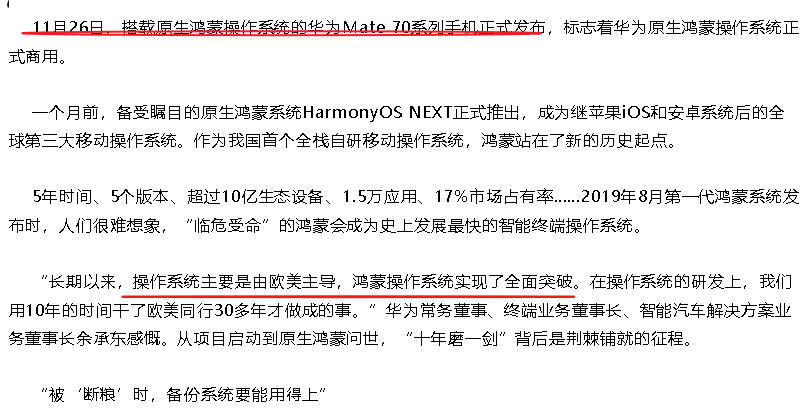 11月26日，搭载原生鸿蒙操作系统的华为Mate 70系列手机正式发布，标志着华为原生鸿蒙操作系统正
式商用。
一个月前，备受瞩目的原生鸿蒙系统HarmonyOS NEXT正式推出，成为继苹果iOS和安卓系统后的全
球第三大移动操作系统。作为我国首个全栈自研移动操作系统，鸿蒙站在了新的历史起点。
5年时间、5个版本、超过10亿生态设备、1.5万应用、17%市场占有率……2019年8月第一代鸿蒙系统发
布时，人们很难想象，“临危受命”的鸿蒙会成为史上发展最快的智能终端操作系统。
“长期以来，操作系统主要是由欧美主导，鸿蒙操作系统实现了全面突破。在操作系统的研发上，我们
用10年的时间干了欧美同行30多年才做成的事。”华为常务董事、终端业务董事长、智能汽车解决方案业
务董事长余承东感慨。从项目启动到原生鸿蒙问世，“十年磨一剑”背后是荆棘铺就的征程。
“被‘断粮’时，备份系统要能用得上”